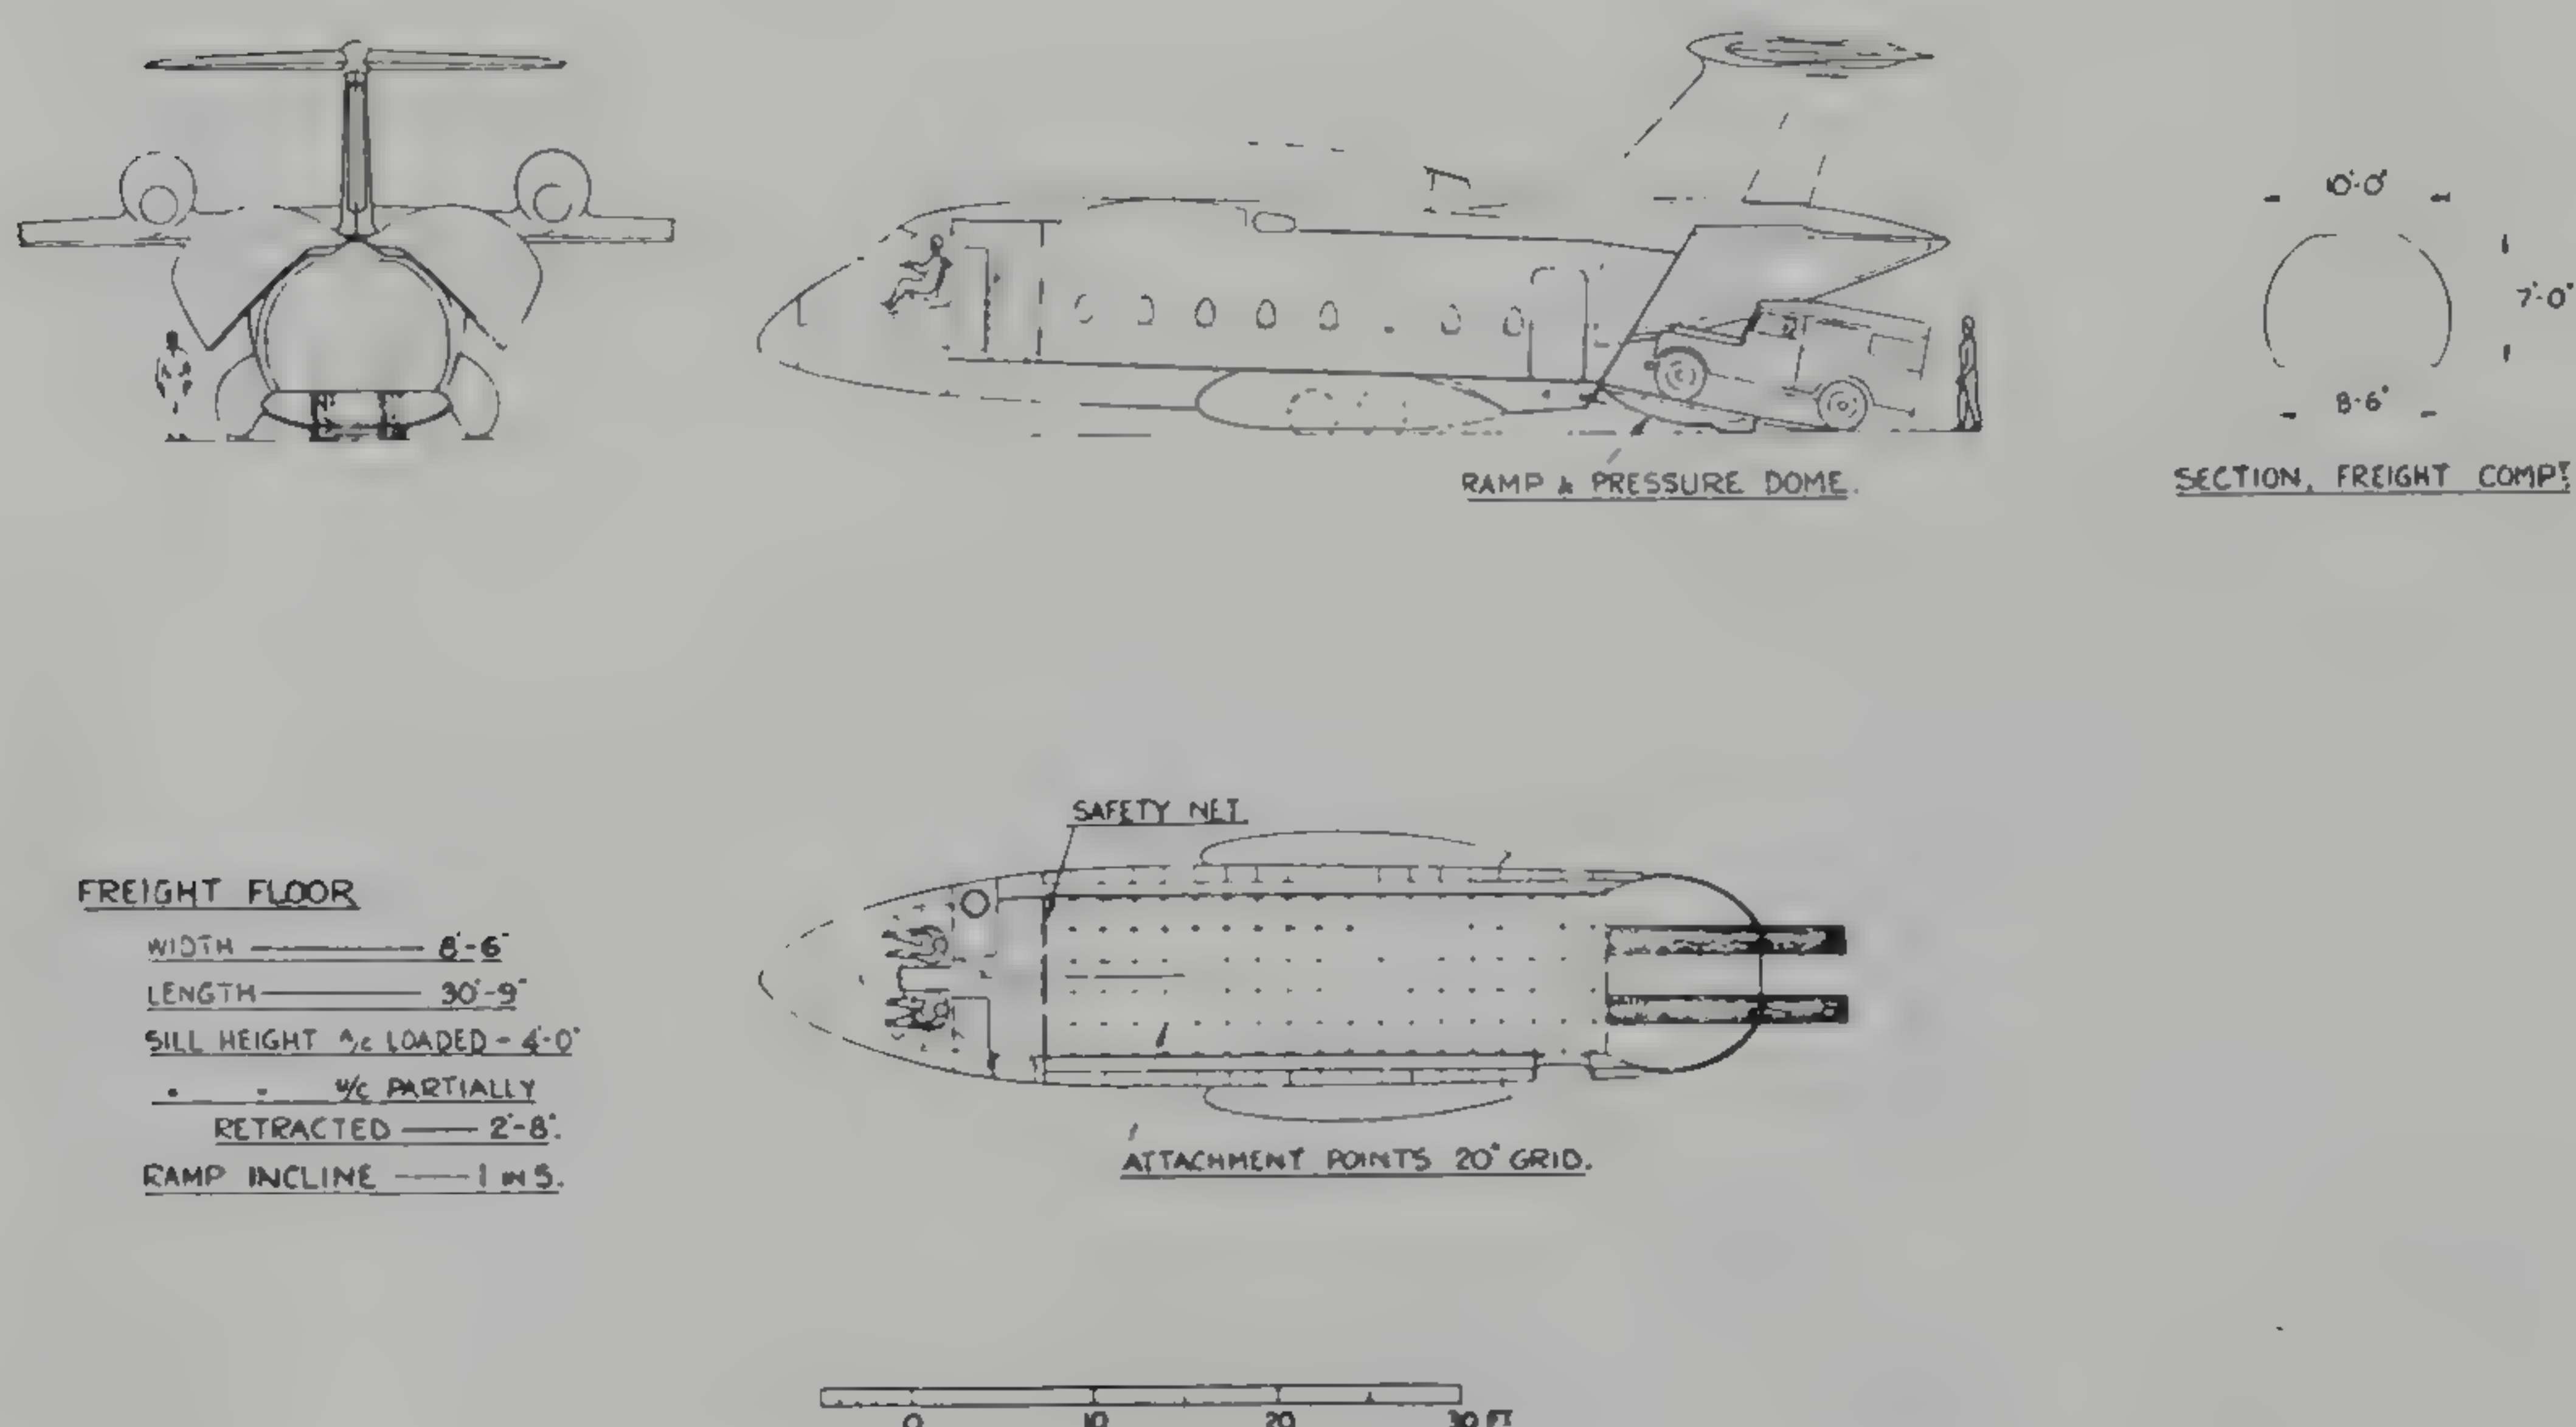 10'-0"
7'-0"
8'-6"
RAMP & PRESSURE DOME.
SECTION, FREIGHT COMPT.
SAFETY NET
FREIGHT FLOOR
WIDTH — 8'-6"
LENGTH — 30'-9"
SILL HEIGHT A/C LOADED - 4'-0"
" " U/C PARTIALLY
RETRACTED — 2'-8".
RAMP INCLINE — 1 IN 5.
ATTACHMENT POINTS 20" GRID.
0 10 20 30 FT